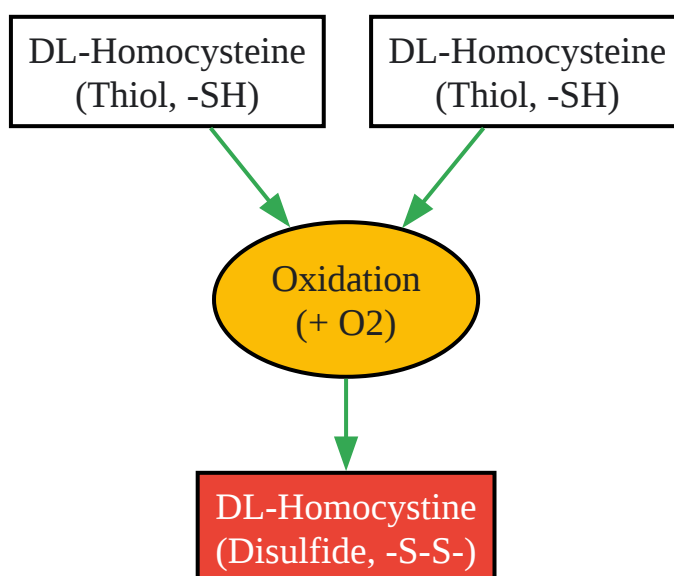 DL-Homocysteine
(Thiol, -SH)
DL-Homocysteine
(Thiol, -SH)
Oxidation
(+ O2)
DL-Homocystine
(Disulfide, -S-S-)